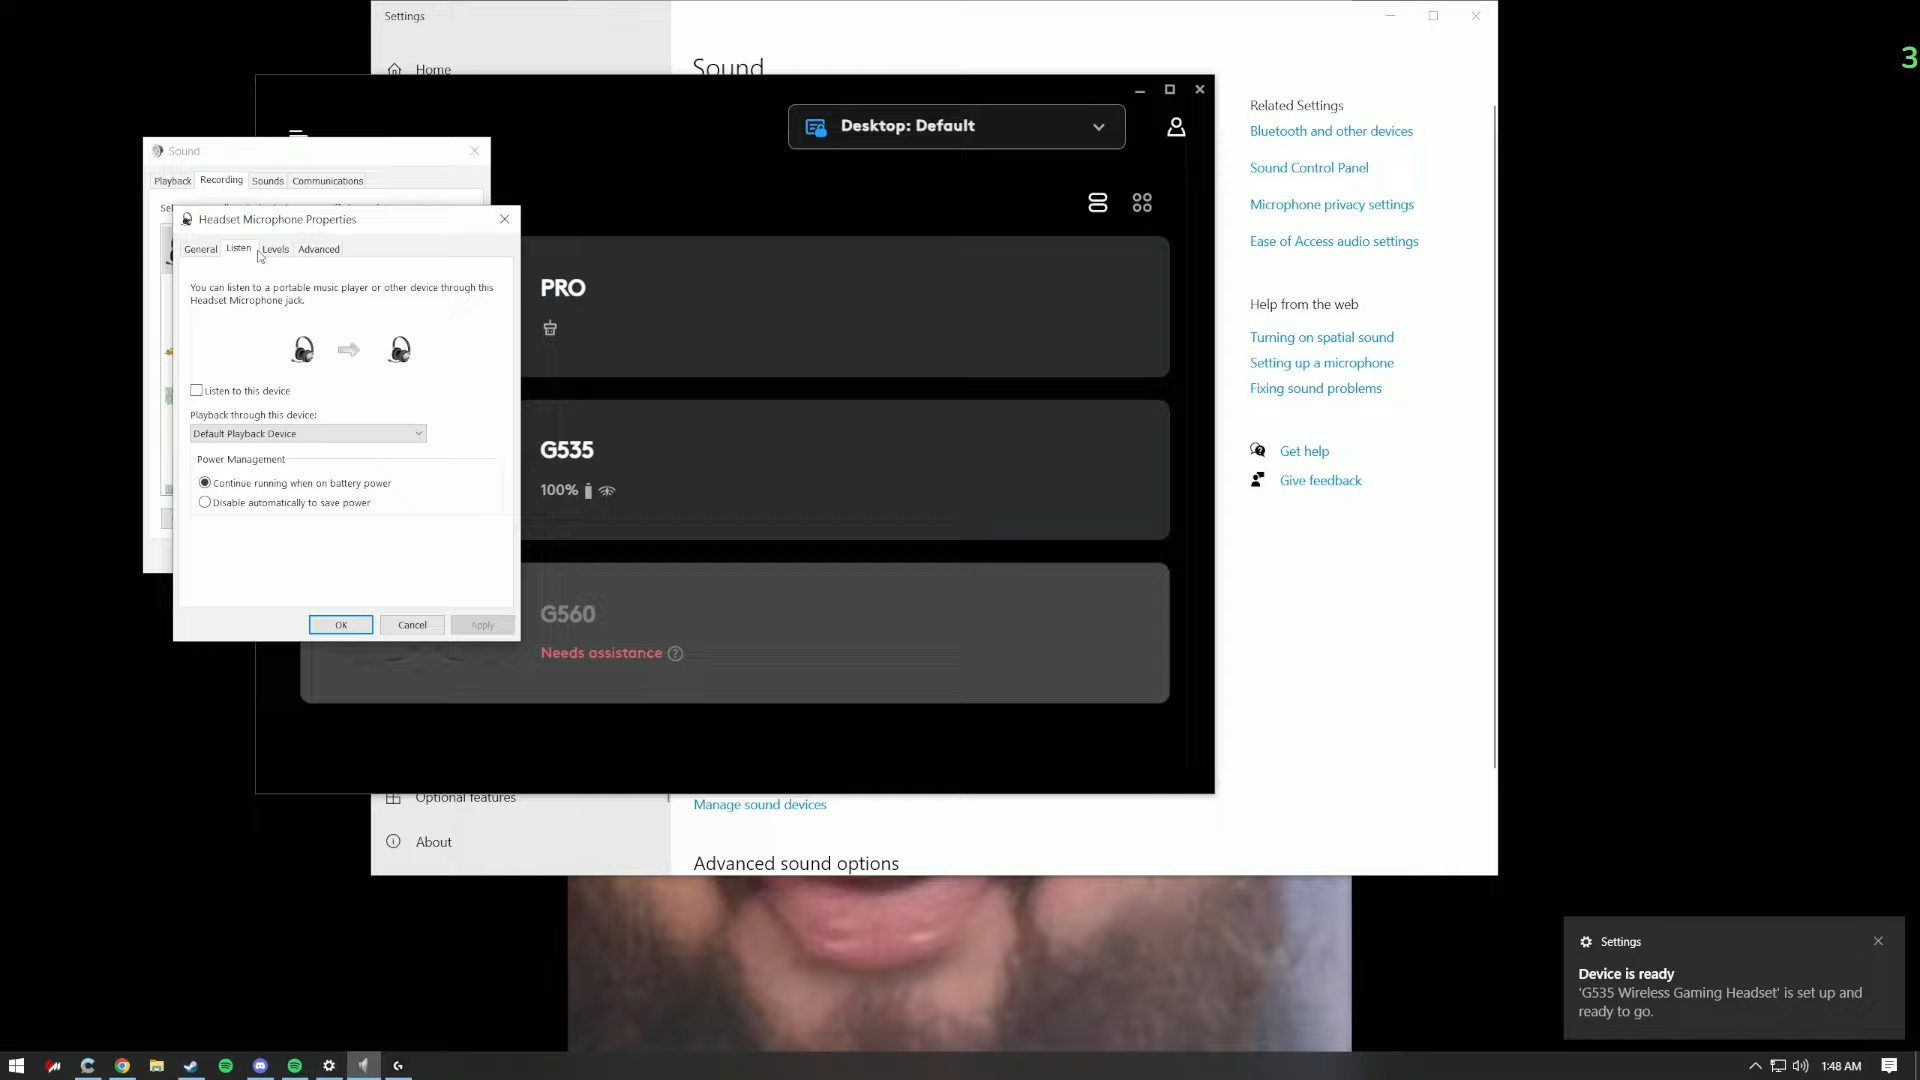 Settings
3
Home
Sound
Related Settings
Bluetooth and other devices
Sound Control Panel
Microphone privacy settings
Ease of Access audio settings
Help from the web
Turning on spatial sound
Setting up a microphone
Fixing sound problems
Get help
Give feedback
Desktop: Default
PRO
G535
100%
G560
Needs assistance
Sound
Playback
Recording
Sounds
Communications
Headset Microphone Properties
General
Listen
Levels
Advanced
You can listen to a portable music player or other device through this
Headset Microphone jack.
Listen to this device
Playback through this device:
Default Playback Device
Power Management
Continue running when on battery power
Disable automatically to save power
OK
Cancel
Apply
Optional features
About
Manage sound devices
Advanced sound options
Settings
Device is ready
'G535 Wireless Gaming Headset' is set up and
ready to go.
1:48 AM